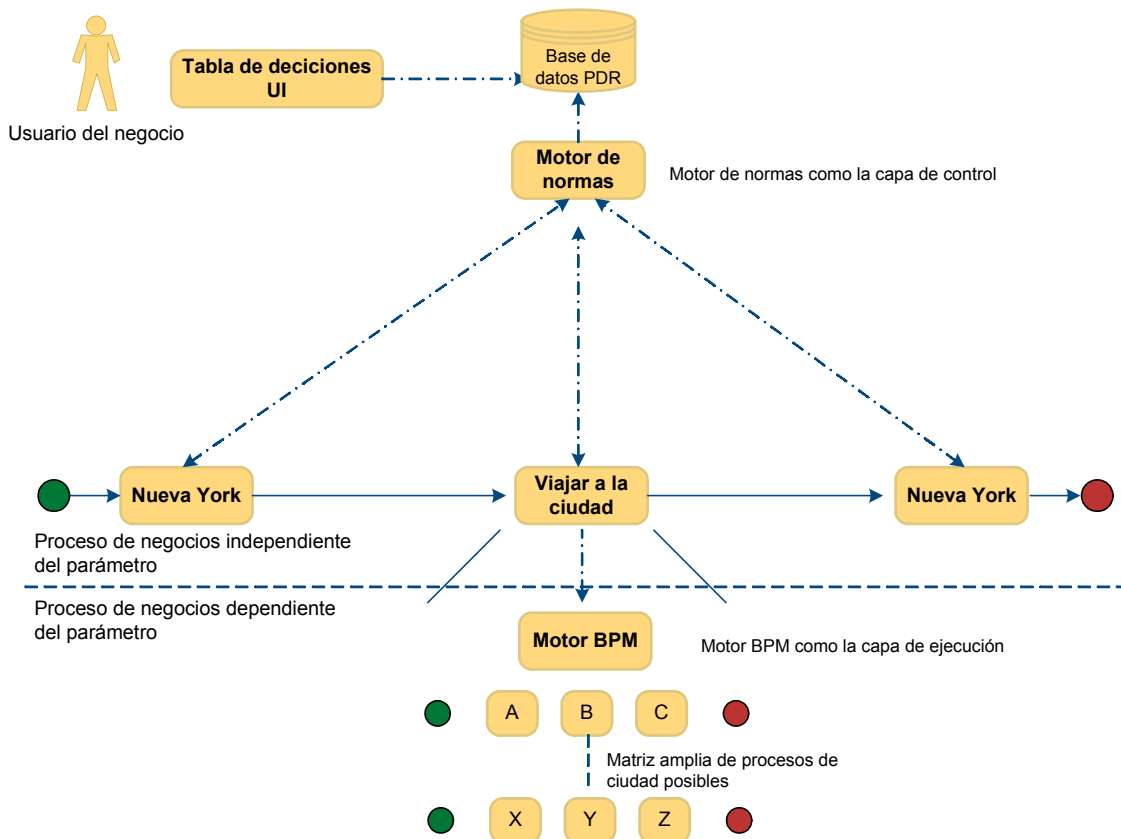 Usuario del negocio
Tabla de deciciones
UI
Base de
datos PDR
Motor de
normas
Motor de normas como la capa de control
Nueva York
Viajar a la
ciudad
Nueva York
Proceso de negocios independiente
del parámetro
Proceso de negocios dependiente
del parámetro
Motor BPM
Motor BPM como la capa de ejecución
A
B
C
Matriz amplia de procesos de
ciudad posibles
X
Y
Z